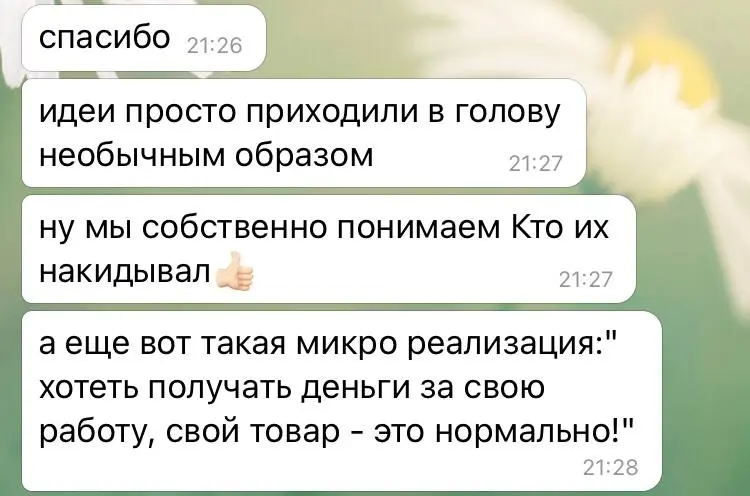 спасибо 21:26
идеи просто приходили в голову
необычным образом 21:27
ну мы собственно понимаем Кто их
накидывал👍🏻 21:27
а еще вот такая микро реализация:"
хотеть получать деньги за свою
работу, свой товар - это нормально!"
21:28